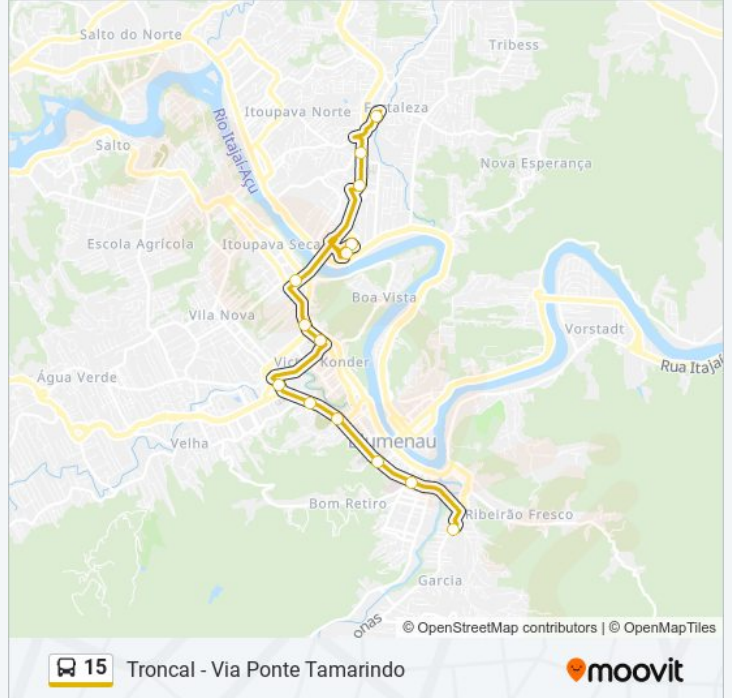 Salto do Norte
Tribess
Itoupava Norte
Fortaleza
Rio Itajaí-Açu
Salto
Nova Esperança
Escola Agrícola
Itoupava Seca
Boa Vista
Vila Nova
Vorstadt
Victor Konder
Rua Itajaí
Água Verde
Blumenau
Velha
Bom Retiro
Ribeirão Fresco
Garcia
onas
© OpenStreetMap contributors | © OpenMapTiles
15 Troncal - Via Ponte Tamarindo
moovit